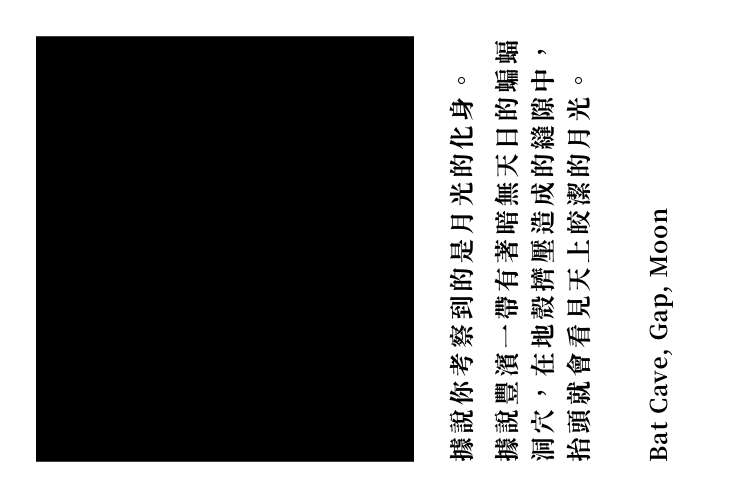 據說你考察到的是月光的化身。
據說豐濱一帶有著暗無天日的蝙蝠
洞穴，在地殼擠壓造成的縫隙中，
抬頭就會看見天上皎潔的月光。
Bat Cave, Gap, Moon